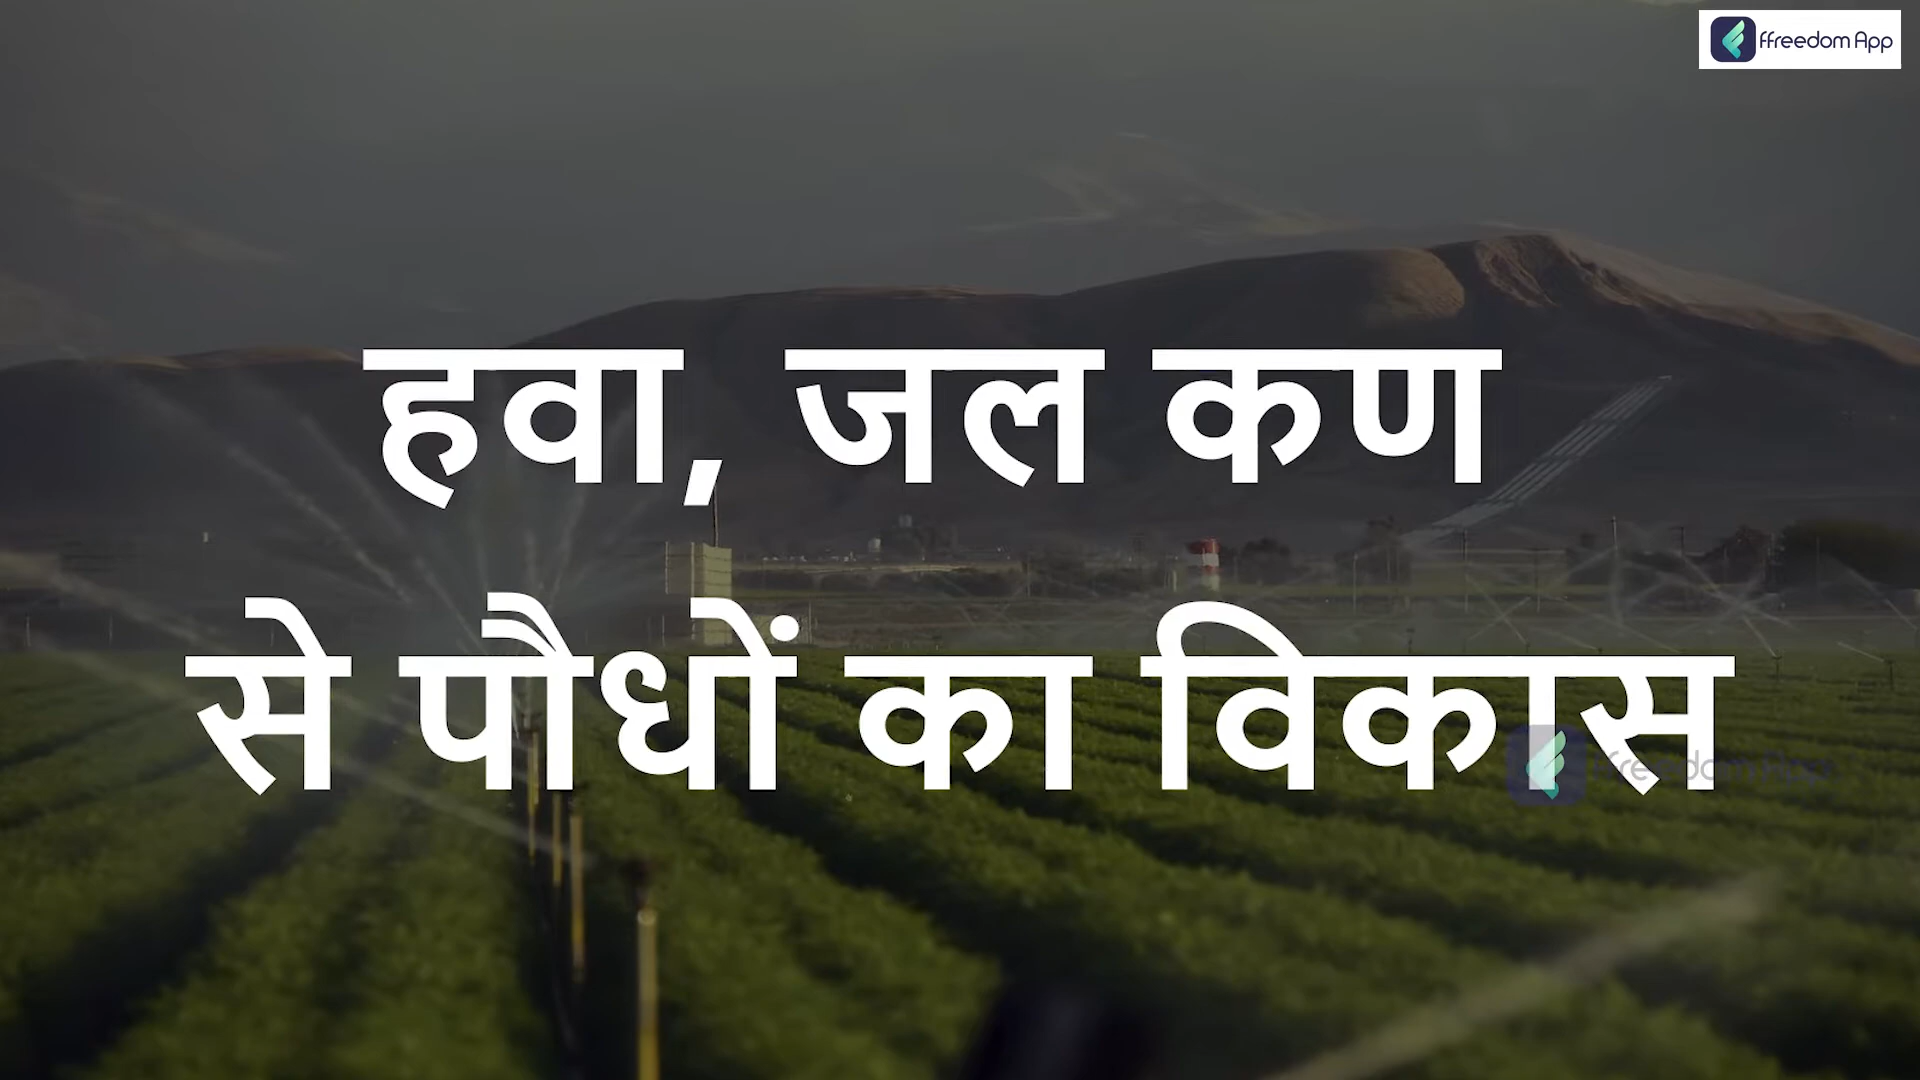 ffreedom App
हवा, जल कण
से पौधों का विकास
ffreedom App